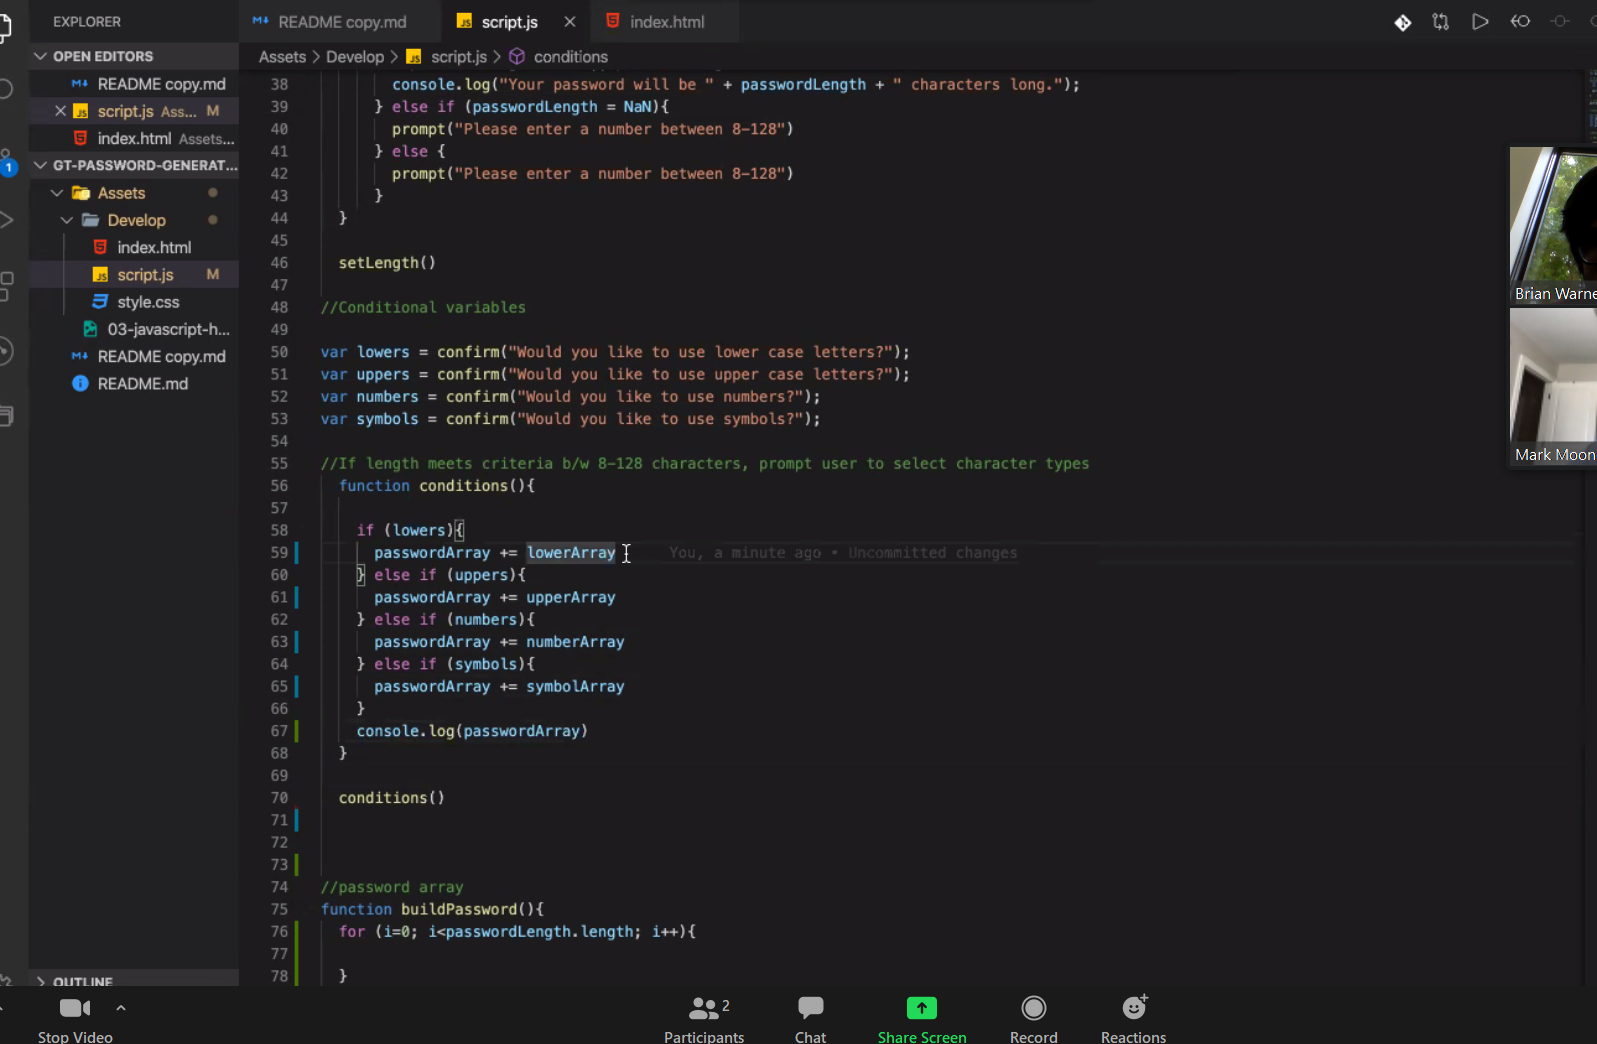 EXPLORER
README copy.md
script.js
index.html
OPEN EDITORS
Assets > Develop > script.js > conditions
README copy.md
script.js Ass... M
index.html Assets...
GT-PASSWORD-GENERAT...
Assets
Develop
index.html
script.js M
style.css
03-javascript-h...
README copy.md
README.md
OUTLINE
1
38 console.log("Your password will be " + passwordLength + " characters long.");
39 } else if (passwordLength = NaN){
40 prompt("Please enter a number between 8-128")
41 } else {
42 prompt("Please enter a number between 8-128")
43 }
44 }
45
46 setLength()
47
48 //Conditional variables
49
50 var lowers = confirm("Would you like to use lower case letters?");
51 var uppers = confirm("Would you like to use upper case letters?");
52 var numbers = confirm("Would you like to use numbers?");
53 var symbols = confirm("Would you like to use symbols?");
54
55 //If length meets criteria b/w 8-128 characters, prompt user to select character types
56 function conditions(){
57
58 if (lowers){
59 passwordArray += lowerArray You, a minute ago • Uncommitted changes
60 } else if (uppers){
61 passwordArray += upperArray
62 } else if (numbers){
63 passwordArray += numberArray
64 } else if (symbols){
65 passwordArray += symbolArray
66 }
67 console.log(passwordArray)
68 }
69
70 conditions()
71
72
73
74 //password array
75 function buildPassword(){
76 for (i=0; i<passwordLength.length; i++){
77
78 }
Brian Warne
Mark Moon
Stop Video
Participants 2
Chat
Share Screen
Record
Reactions